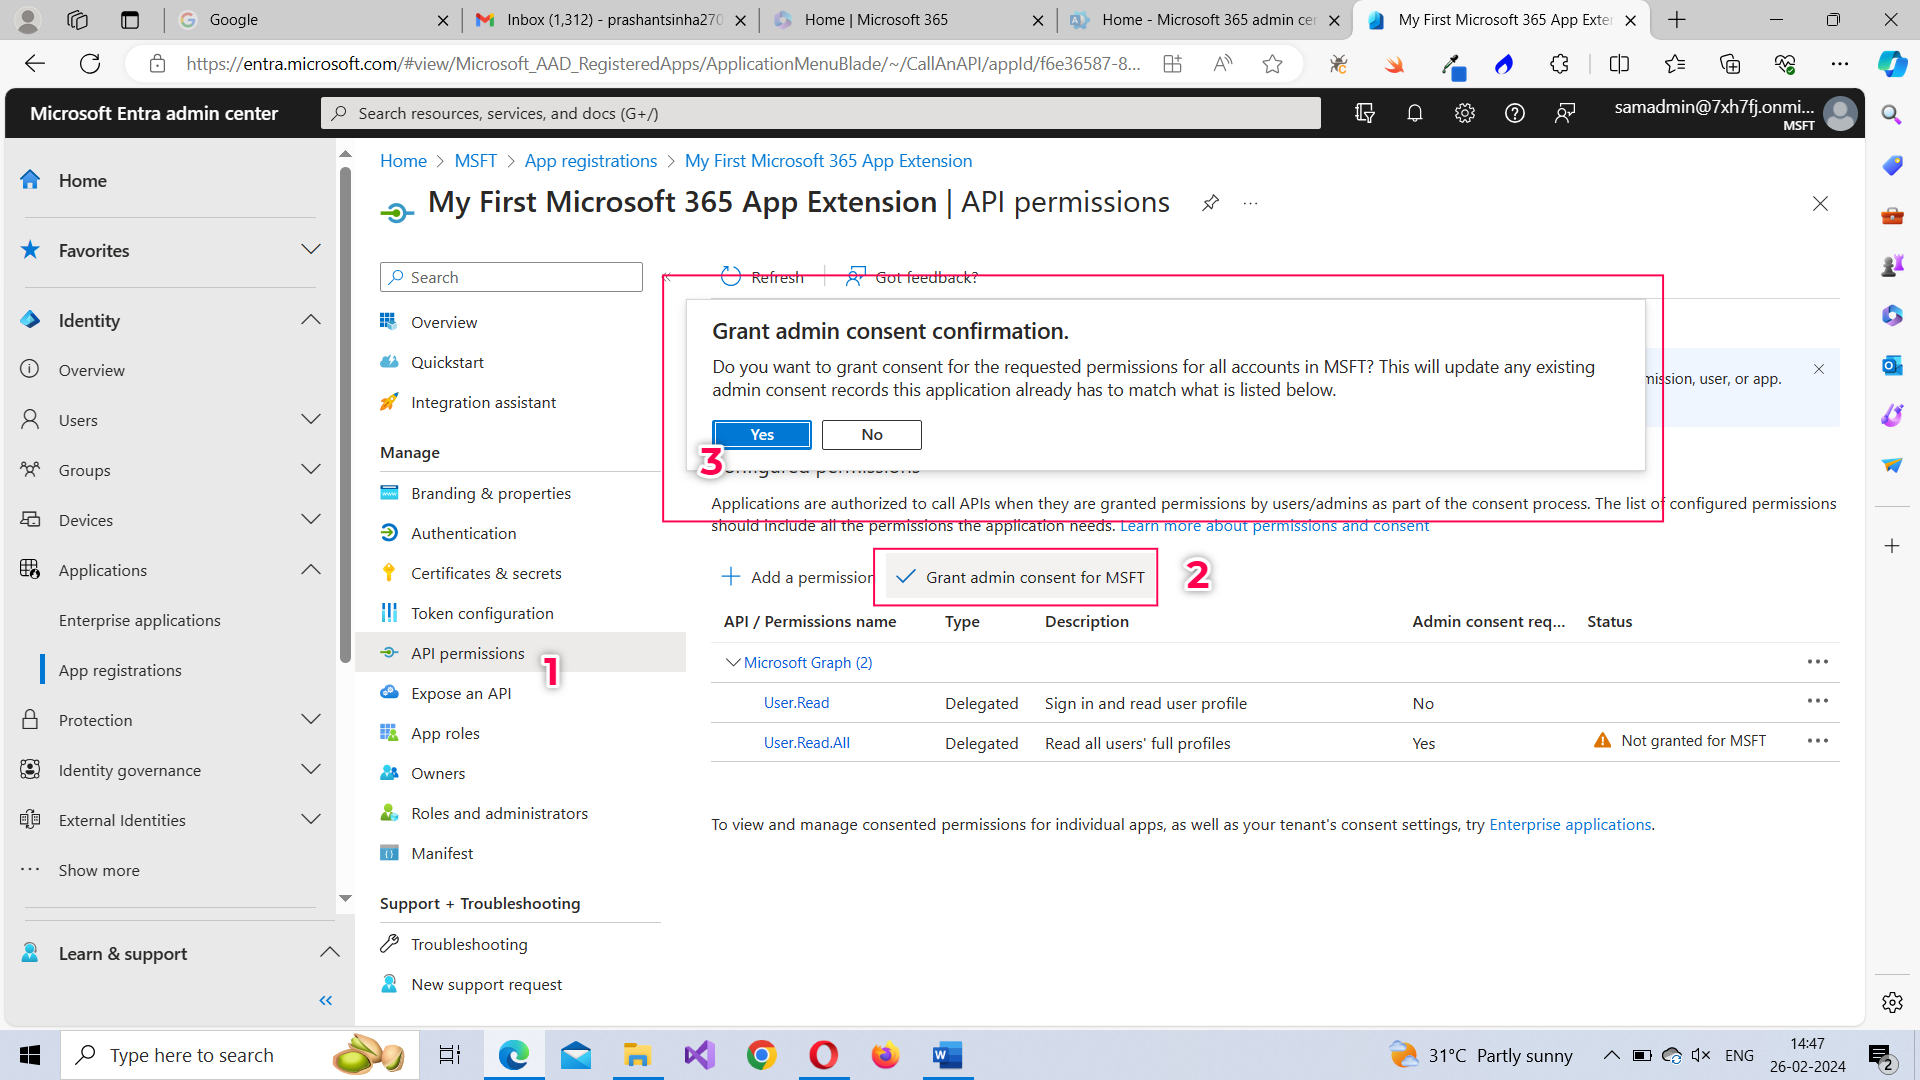 Google
Inbox (1,312) - prashantsinha270
Home | Microsoft 365
Home - Microsoft 365 admin cer
My First Microsoft 365 App Exter
https://entra.microsoft.com/#view/Microsoft_AAD_RegisteredApps/ApplicationMenuBlade/~/CallAnAPI/appId/f6e36587-8...
Microsoft Entra admin center
Search resources, services, and docs (G+/)
samadmin@7xh7fj.onmi...
MSFT
Home
Favorites
Identity
Overview
Users
Groups
Devices
Applications
Enterprise applications
App registrations
Protection
Identity governance
External Identities
Show more
Learn & support
Home > MSFT > App registrations > My First Microsoft 365 App Extension
My First Microsoft 365 App Extension | API permissions
Search
Overview
Quickstart
Integration assistant
Manage
Branding & properties
Authentication
Certificates & secrets
Token configuration
API permissions
1
Expose an API
App roles
Owners
Roles and administrators
Manifest
Support + Troubleshooting
Troubleshooting
New support request
Refresh
Got feedback?
Grant admin consent confirmation.
Do you want to grant consent for the requested permissions for all accounts in MSFT? This will update any existing
admin consent records this application already has to match what is listed below.
Yes
No
3
mission, user, or app.
Configured permissions
Applications are authorized to call APIs when they are granted permissions by users/admins as part of the consent process. The list of configured permissions
should include all the permissions the application needs. Learn more about permissions and consent
Add a permission
Grant admin consent for MSFT
2
API / Permissions name Type Description Admin consent req... Status
Microsoft Graph (2)
User.Read Delegated Sign in and read user profile No
User.Read.All Delegated Read all users' full profiles Yes Not granted for MSFT
To view and manage consented permissions for individual apps, as well as your tenant's consent settings, try Enterprise applications.
Type here to search
31°C Partly sunny
ENG
14:47
26-02-2024
2